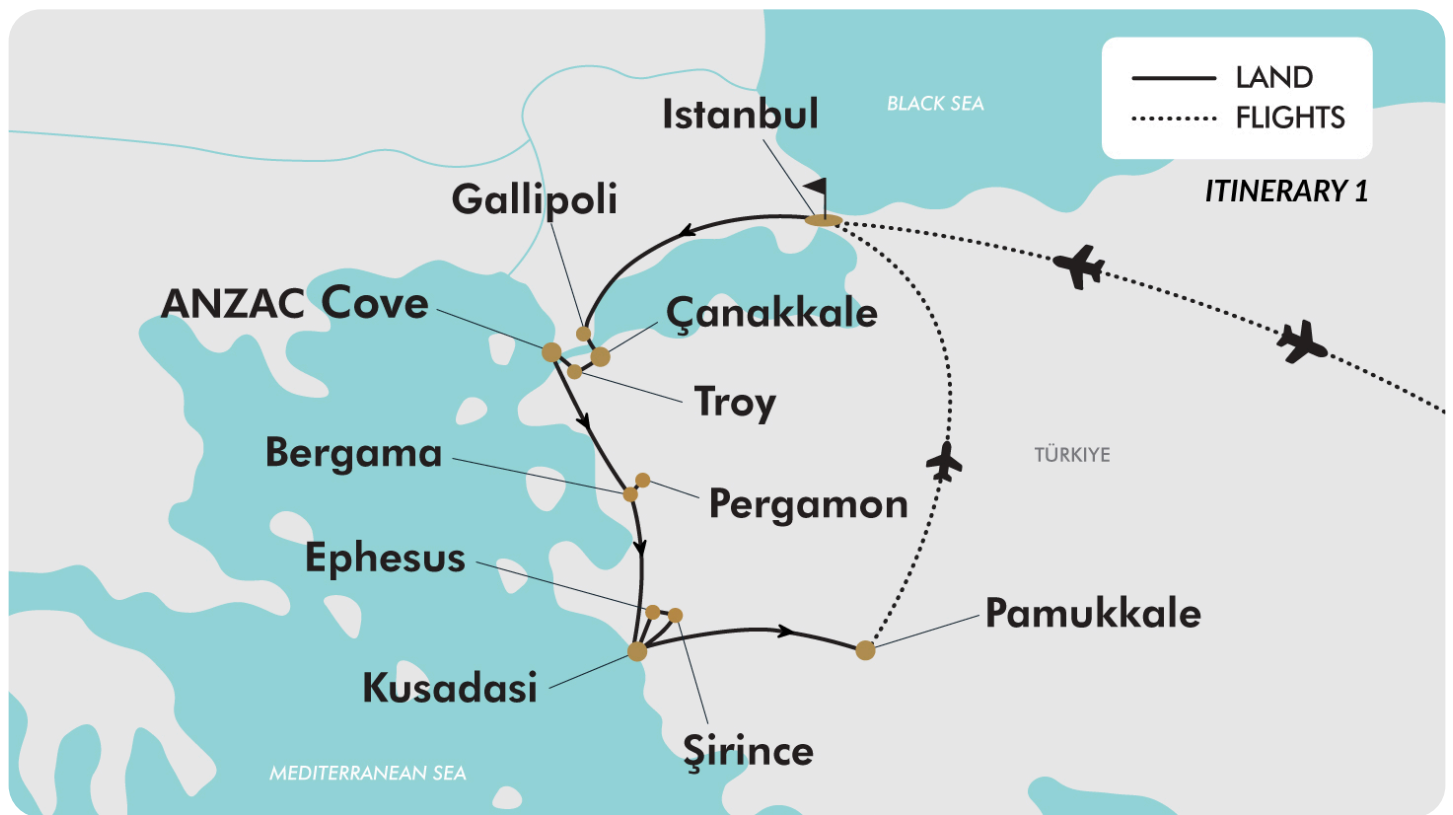 LAND
FLIGHTS
BLACK SEA
Istanbul
ITINERARY 1
Gallipoli
ANZAC Cove
Çanakkale
Troy
Bergama
TÜRKIYE
Pergamon
Ephesus
Pamukkale
Kusadasi
Şirince
MEDITERRANEAN SEA